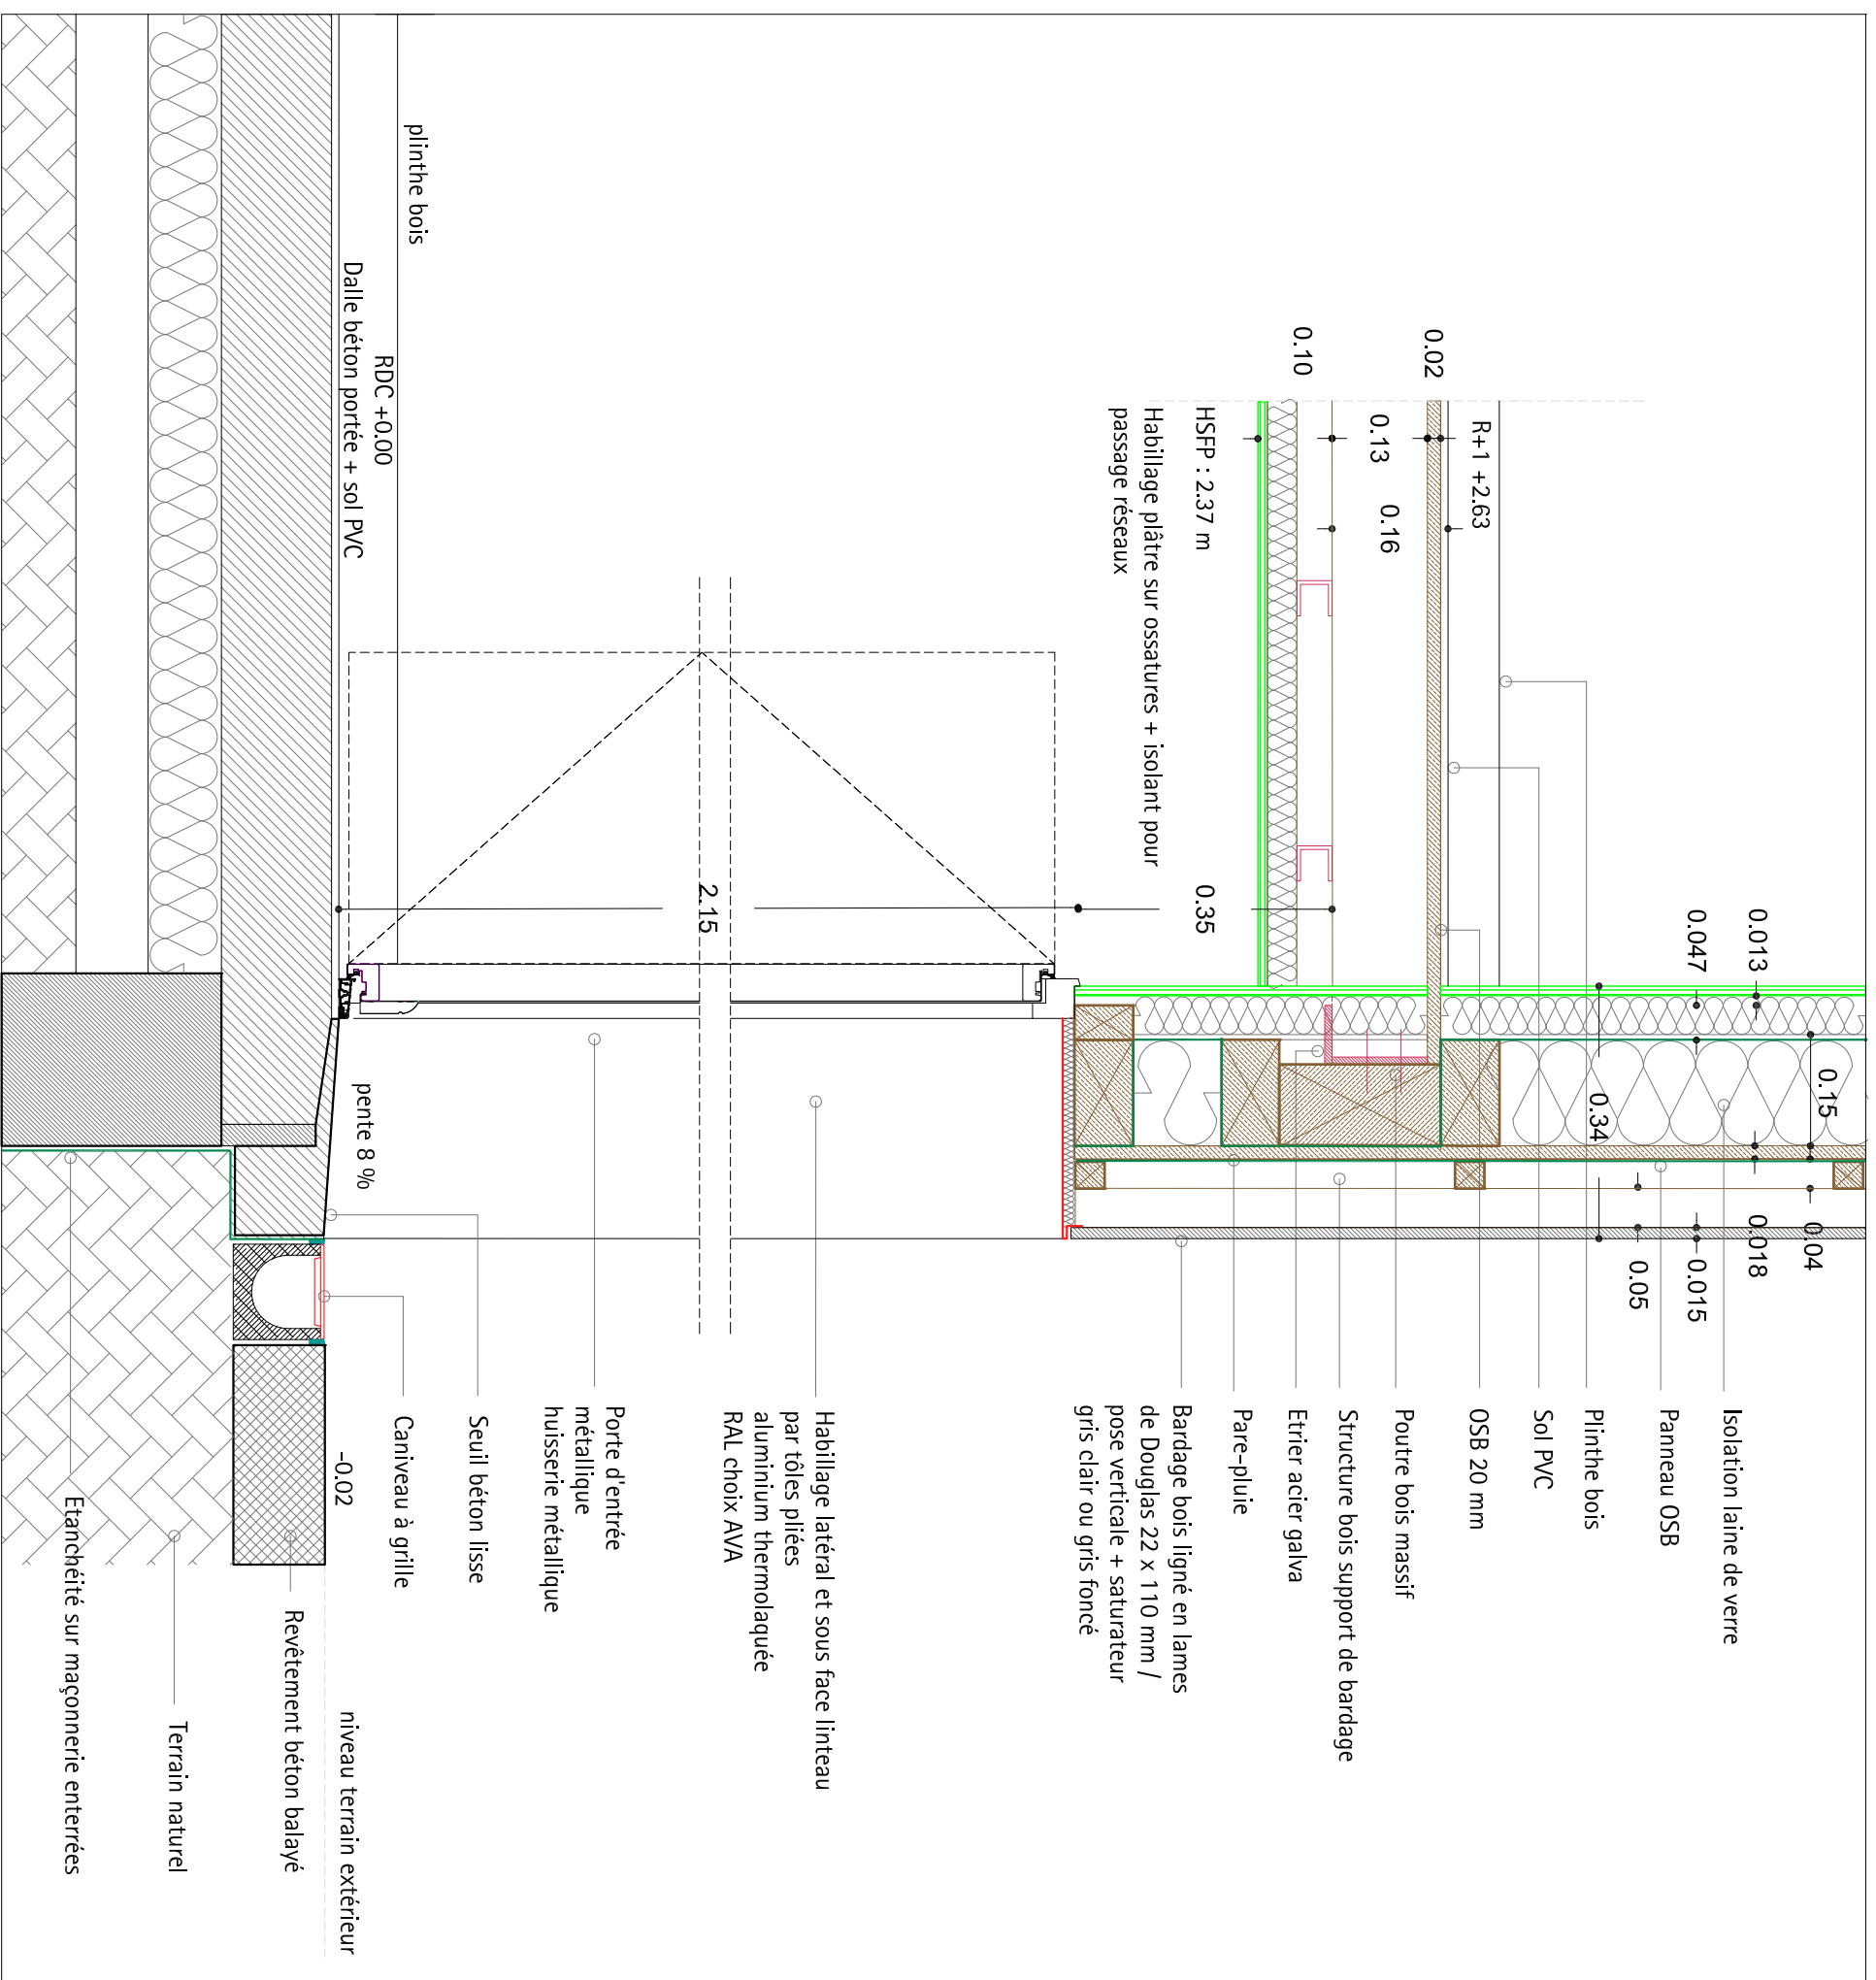 0.013
0.047
0.15
0.34
0.04
0.018
0.015
0.05
Isolation laine de verre
Panneau OSB
Plinthe bois
Sol PVC
OSB 20 mm
Poutre bois massif
Structure bois support de bardage
Etrier acier galva
Pare-pluie
Bardage bois ligné en lames
de Douglas 22 x 110 mm /
pose verticale + saturateur
gris clair ou gris foncé
R+1 +2.63
0.02
0.16
0.13
0.10
0.35
HSFP : 2.37 m
Habillage plâtre sur ossatures + isolant pour
passage réseaux
2.15
Habillage latéral et sous face linteau
par tôles pliées
aluminium thermolaquée
RAL choix AVA
Porte d'entrée
métallique
huisserie métallique
Seuil béton lisse
Caniveau à grille
plinthe bois
RDC +0.00
Dalle béton portée + sol PVC
pente 8 %
-0.02
niveau terrain extérieur
Revêtement béton balayé
Terrain naturel
Etanchéité sur maçonnerie enterrées